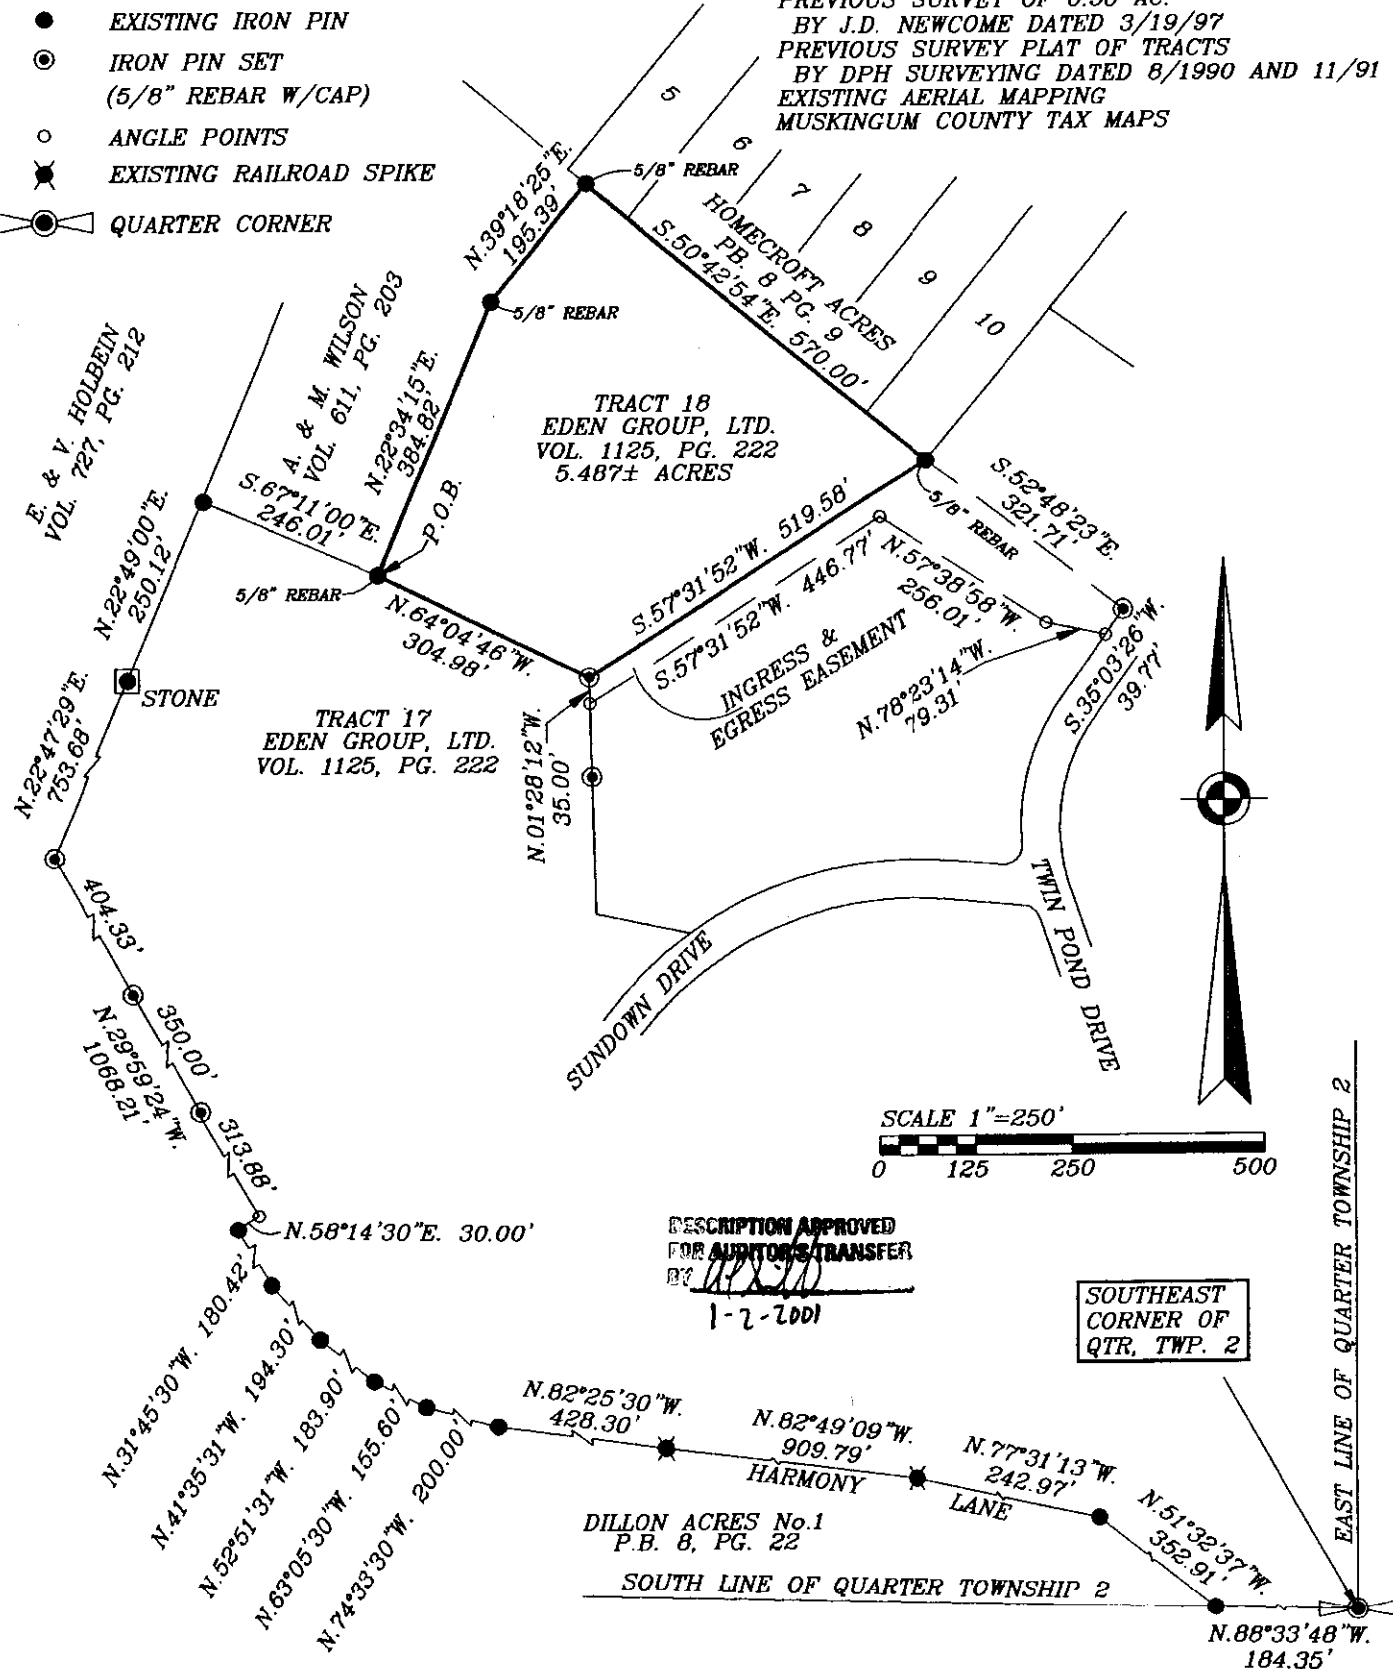 EXISTING IRON PIN
IRON PIN SET
(5/8" REBAR W/CAP)
ANGLE POINTS
EXISTING RAILROAD SPIKE
QUARTER CORNER
PREVIOUS SURVEY OF 0.50 AC.
BY J.D. NEWCOME DATED 3/19/97
PREVIOUS SURVEY PLAT OF TRACTS
BY DPH SURVEYING DATED 8/1990 AND 11/91
EXISTING AERIAL MAPPING
MUSKINGUM COUNTY TAX MAPS
5
6
7
8
9
10
5/8" REBAR
HOMECROFT ACRES
PB. 8 PG. 9
S.50°42'54"E. 570.00'
N.39°18'25"E.
195.39'
5/8" REBAR
E. & V. HOLBEIN
VOL. 727, PG. 212
A. & M. WILSON
VOL. 611, PG. 203
N.22°34'15"E.
384.82'
TRACT 18
EDEN GROUP, LTD.
VOL. 1125, PG. 222
5.487± ACRES
S.67°11'00"E.
246.01'
P.O.B.
N.22°49'00"E.
250.12'
5/8" REBAR
S.57°31'52"W. 519.58'
5/8" REBAR
S.52°48'23"E.
321.71'
S.57°31'52"W. 446.77'
N.57°38'58"W.
256.01'
INGRESS &
EGRESS EASEMENT
N.78°23'14"W.
79.31'
S.35°03'26"W.
39.77'
N.64°04'46"W.
304.98'
STONE
N.22°47'29"E.
753.68'
TRACT 17
EDEN GROUP, LTD.
VOL. 1125, PG. 222
N.01°28'12"W.
35.00'
404.33'
350.00'
N.29°59'24"W.
1068.21'
313.88'
SUNDOWN DRIVE
TWIN POND DRIVE
SCALE 1"=250'
0 125 250 500
N.58°14'30"E. 30.00'
DESCRIPTION APPROVED
FOR AUDITOR'S TRANSFER
BY
1-2-2001
SOUTHEAST
CORNER OF
QTR, TWP. 2
EAST LINE OF QUARTER TOWNSHIP 2
N.31°45'30"W. 180.42'
N.41°35'31"W. 194.30'
N.52°51'31"W. 183.90'
N.63°05'30"W. 155.60'
N.74°33'30"W. 200.00'
N.82°25'30"W.
428.30'
N.82°49'09"W.
909.79'
HARMONY LANE
N.77°31'13"W.
242.97'
N.51°32'37"W.
352.91'
DILLON ACRES No.1
P.B. 8, PG. 22
SOUTH LINE OF QUARTER TOWNSHIP 2
N.88°33'48"W.
184.35'